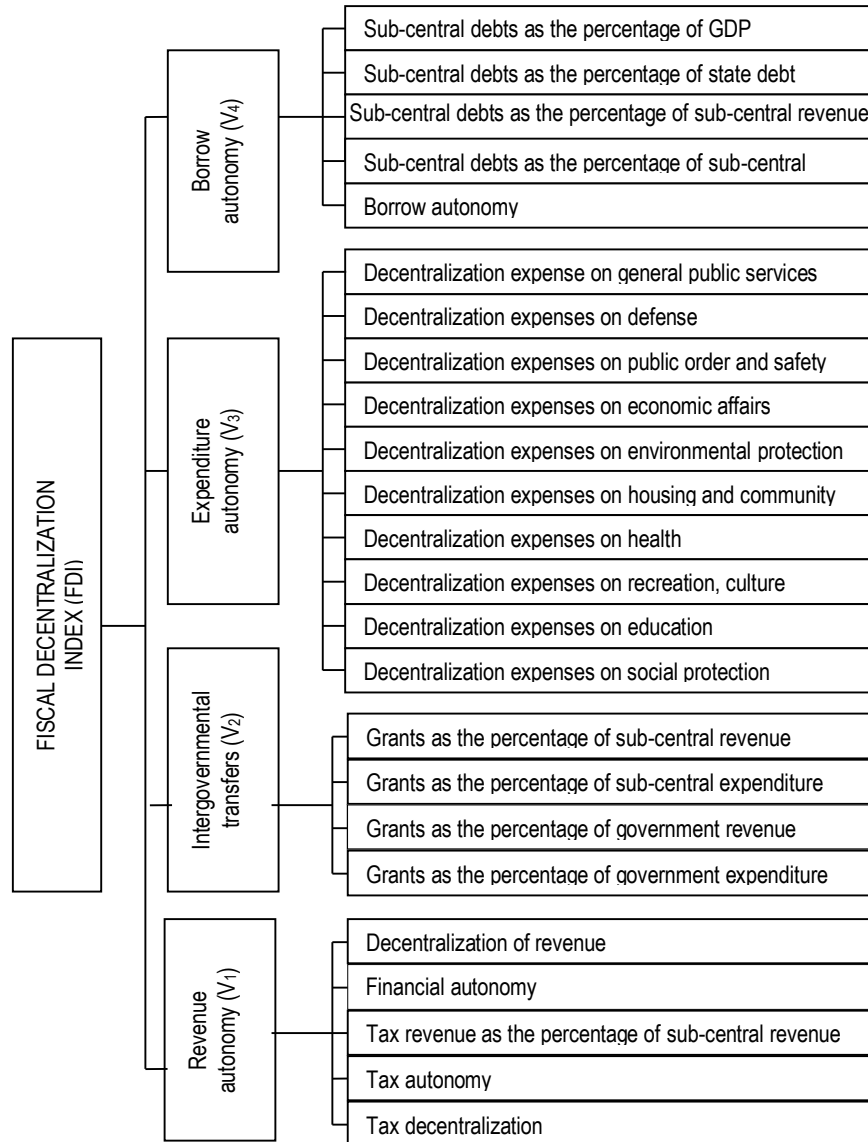 FISCAL DECENTRALIZATION
INDEX (FDI)
Borrow
autonomy (V4)
Sub-central debts as the percentage of GDP
Sub-central debts as the percentage of state debt
Sub-central debts as the percentage of sub-central revenue
Sub-central debts as the percentage of sub-central
Borrow autonomy
Expenditure
autonomy (V3)
Decentralization expense on general public services
Decentralization expenses on defense
Decentralization expenses on public order and safety
Decentralization expenses on economic affairs
Decentralization expenses on environmental protection
Decentralization expenses on housing and community
Decentralization expenses on health
Decentralization expenses on recreation, culture
Decentralization expenses on education
Decentralization expenses on social protection
Intergovernmental
transfers (V2)
Grants as the percentage of sub-central revenue
Grants as the percentage of sub-central expenditure
Grants as the percentage of government revenue
Grants as the percentage of government expenditure
Revenue
autonomy (V1)
Decentralization of revenue
Financial autonomy
Tax revenue as the percentage of sub-central revenue
Tax autonomy
Tax decentralization